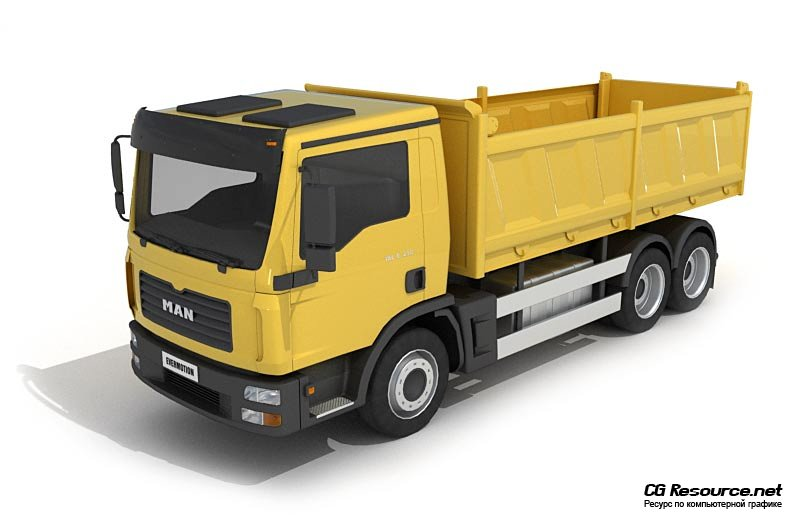 MAN
EVERMOTION
CG Resource.net
Ресурс по компьютерной графике